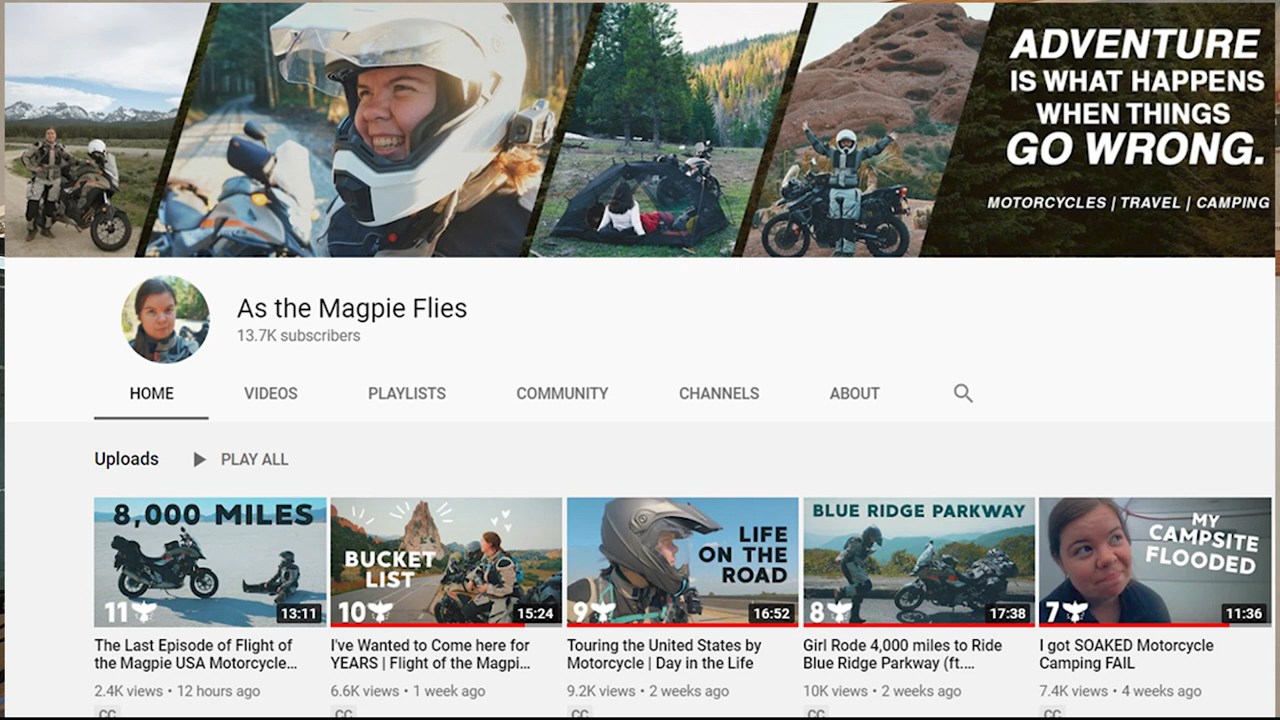 ADVENTURE
IS WHAT HAPPENS
WHEN THINGS
GO WRONG.
MOTORCYCLES | TRAVEL | CAMPING
As the Magpie Flies
13.7K subscribers
HOME VIDEOS PLAYLISTS COMMUNITY CHANNELS ABOUT
Uploads PLAY ALL
8,000 MILES
11
13:11
BUCKET
LIST
10
15:24
LIFE
ON THE
ROAD
9
16:52
BLUE RIDGE PARKWAY
8
17:38
MY
CAMPSITE
FLOODED
7
11:36
The Last Episode of Flight of
the Magpie USA Motorcycle...
2.4K views • 12 hours ago
CC
I've Wanted to Come here for
YEARS | Flight of the Magpi...
6.6K views • 1 week ago
CC
Touring the United States by
Motorcycle | Day in the Life
9.2K views • 2 weeks ago
CC
Girl Rode 4,000 miles to Ride
Blue Ridge Parkway (ft....
10K views • 2 weeks ago
CC
I got SOAKED Motorcycle
Camping FAIL
7.4K views • 4 weeks ago
CC